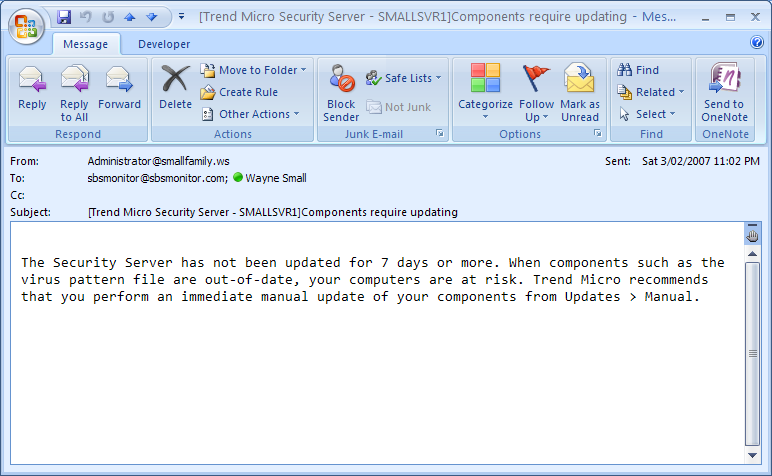 [Trend Micro Security Server - SMALLSVR1]Components require updating - Mes...
Message Developer
Reply
Reply to All
Forward
Respond
Delete
Move to Folder
Create Rule
Other Actions
Actions
Block Sender
Safe Lists
Not Junk
Junk E-mail
Categorize
Follow Up
Mark as Unread
Options
Find
Related
Select
Find
Send to OneNote
OneNote
From: Administrator@smallfamily.ws Sent: Sat 3/02/2007 11:02 PM
To: sbsmonitor@sbsmonitor.com; Wayne Small
Cc:
Subject: [Trend Micro Security Server - SMALLSVR1]Components require updating
The Security Server has not been updated for 7 days or more. When components such as the
virus pattern file are out-of-date, your computers are at risk. Trend Micro recommends
that you perform an immediate manual update of your components from Updates > Manual.